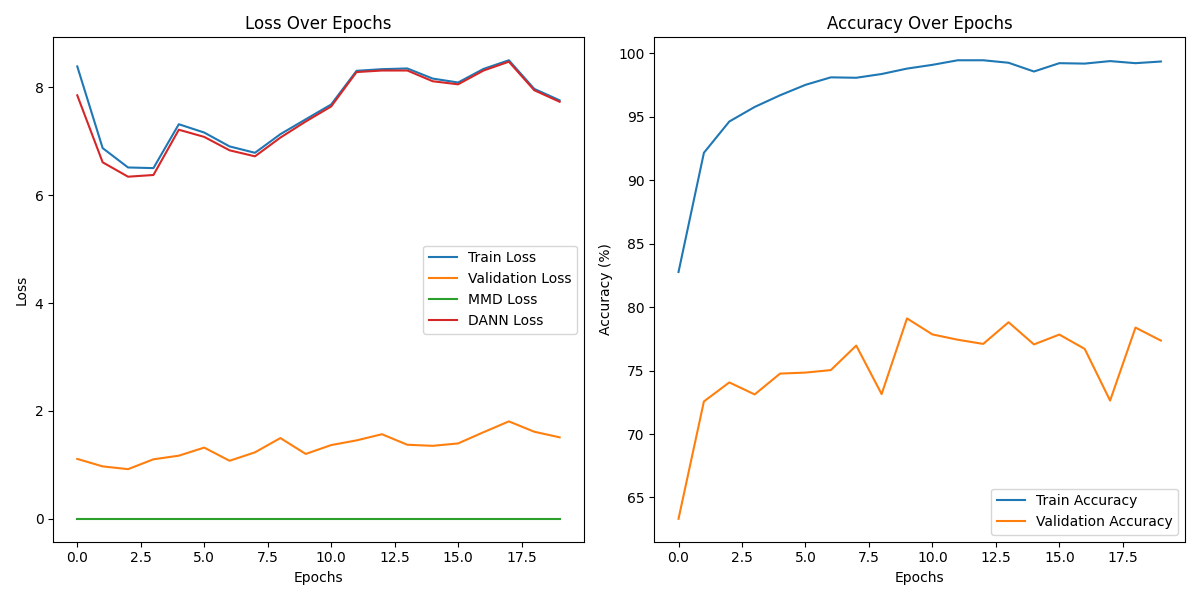 Loss Over Epochs
8
6
4
2
0
Loss
Train Loss
Validation Loss
MMD Loss
DANN Loss
0.0 2.5 5.0 7.5 10.0 12.5 15.0 17.5
Epochs
Accuracy Over Epochs
100
95
90
85
80
75
70
65
Accuracy (%)
Train Accuracy
Validation Accuracy
0.0 2.5 5.0 7.5 10.0 12.5 15.0 17.5
Epochs